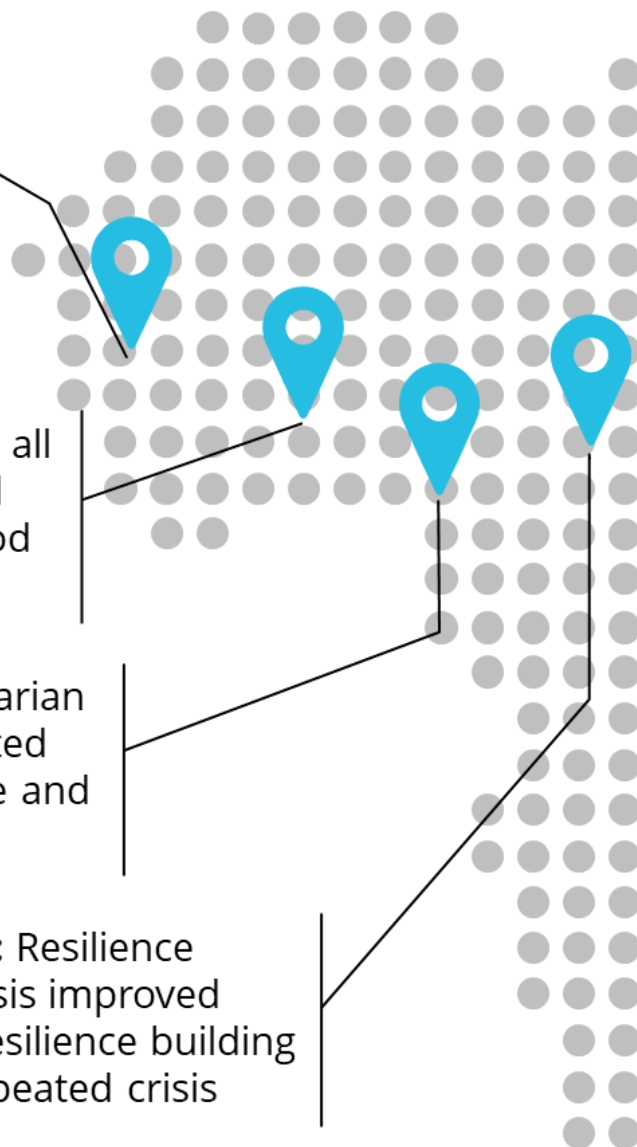 all
od
arian
ted
e and
: Resilience
sis improved
esilience building
peated crisis